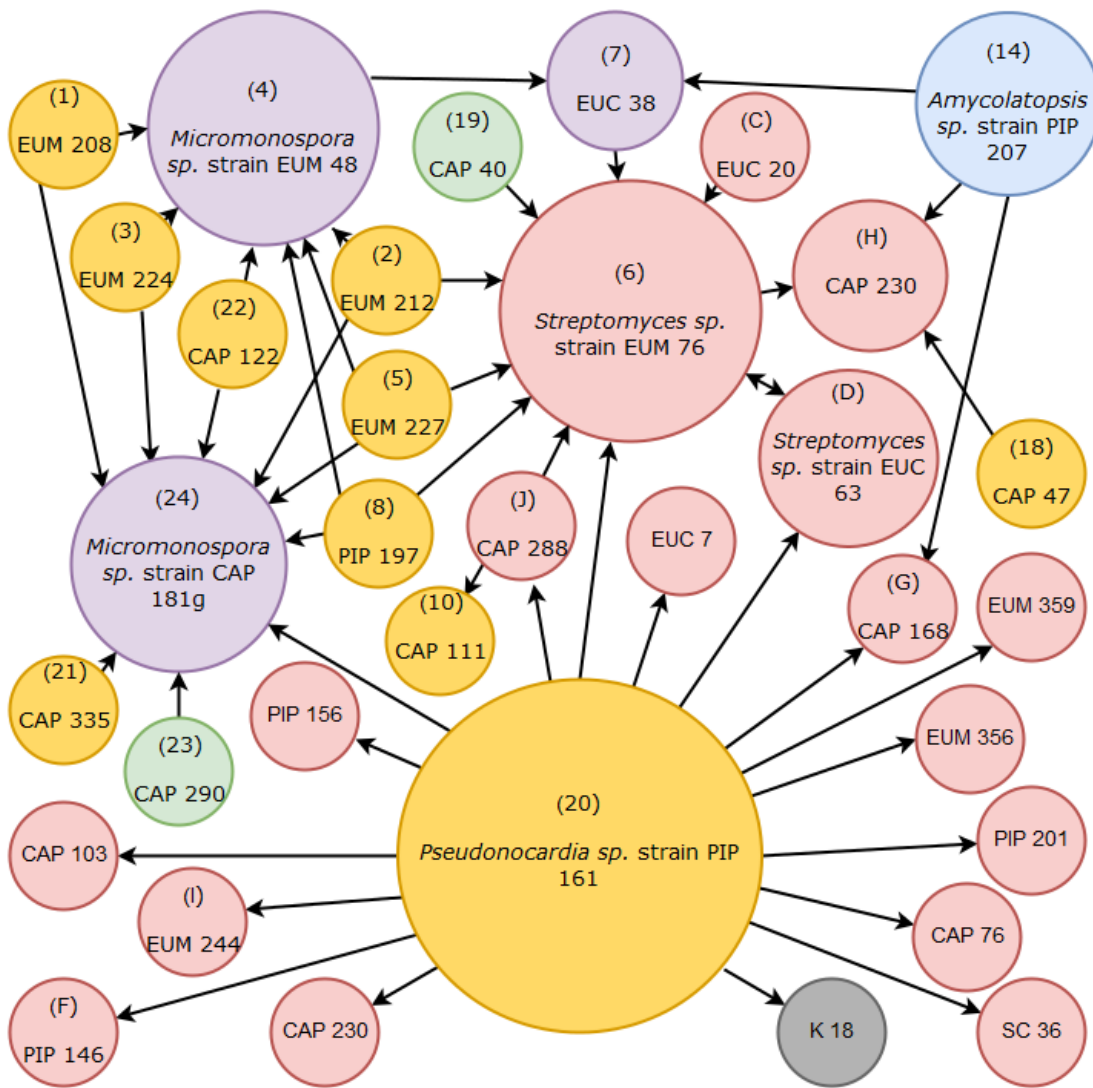 (1)
EUM 208
(4)
Micromonospora
sp. strain EUM 48
(7)
EUC 38
(14)
Amycolatopsis
sp. strain PIP
207
(19)
CAP 40
(C)
EUC 20
(3)
EUM 224
(2)
EUM 212
(6)
Streptomyces sp.
strain EUM 76
(H)
CAP 230
(22)
CAP 122
(5)
EUM 227
(D)
Streptomyces
sp. strain EUC
63
(18)
CAP 47
(24)
Micromonospora
sp. strain CAP
181g
(8)
PIP 197
(J)
CAP 288
EUC 7
(10)
CAP 111
(G)
CAP 168
EUM 359
(21)
CAP 335
PIP 156
EUM 356
(23)
CAP 290
(20)
Pseudonocardia sp. strain PIP
161
CAP 103
PIP 201
(I)
EUM 244
CAP 76
(F)
PIP 146
CAP 230
K 18
SC 36